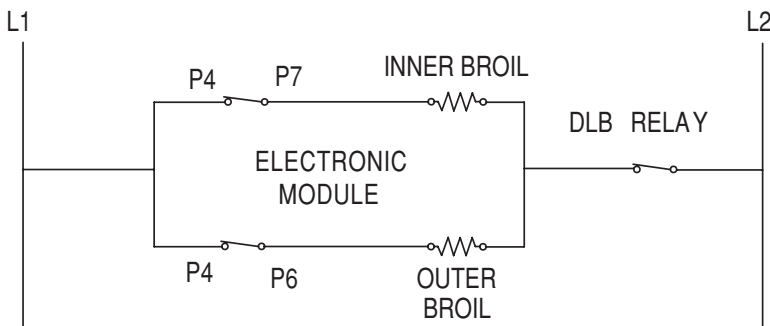 L1
L2
P4
P7
INNER BROIL
DLB RELAY
ELECTRONIC
MODULE
P4
P6
OUTER
BROIL